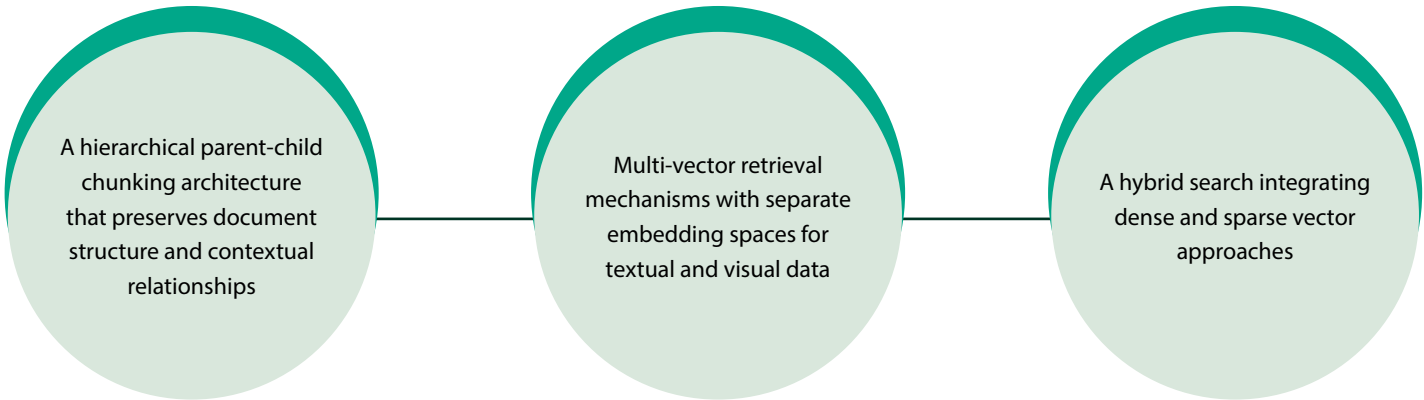 A hierarchical parent-child
chunking architecture
that preserves document
structure and contextual
relationships
Multi-vector retrieval
mechanisms with separate
embedding spaces for
textual and visual data
A hybrid search integrating
dense and sparse vector
approaches